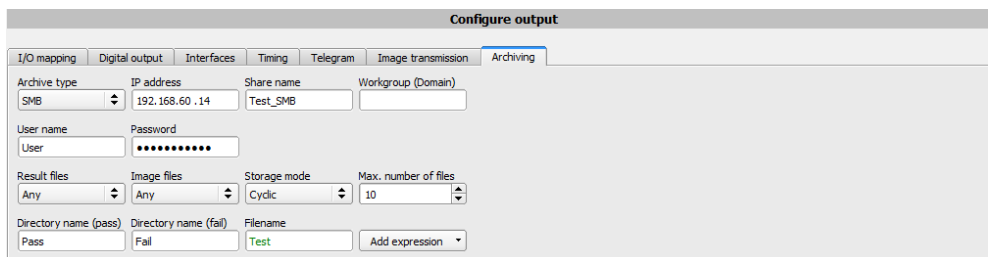 Configure output
I/O mapping Digital output Interfaces Timing Telegram Image transmission Archiving
Archive type IP address Share name Workgroup (Domain)
SMB 192.168.60 .14 Test_SMB
User name Password
User ●●●●●●●●●●●
Result files Image files Storage mode Max. number of files
Any Any Cyclic 10
Directory name (pass) Directory name (fail) Filename
Pass Fail Test Add expression